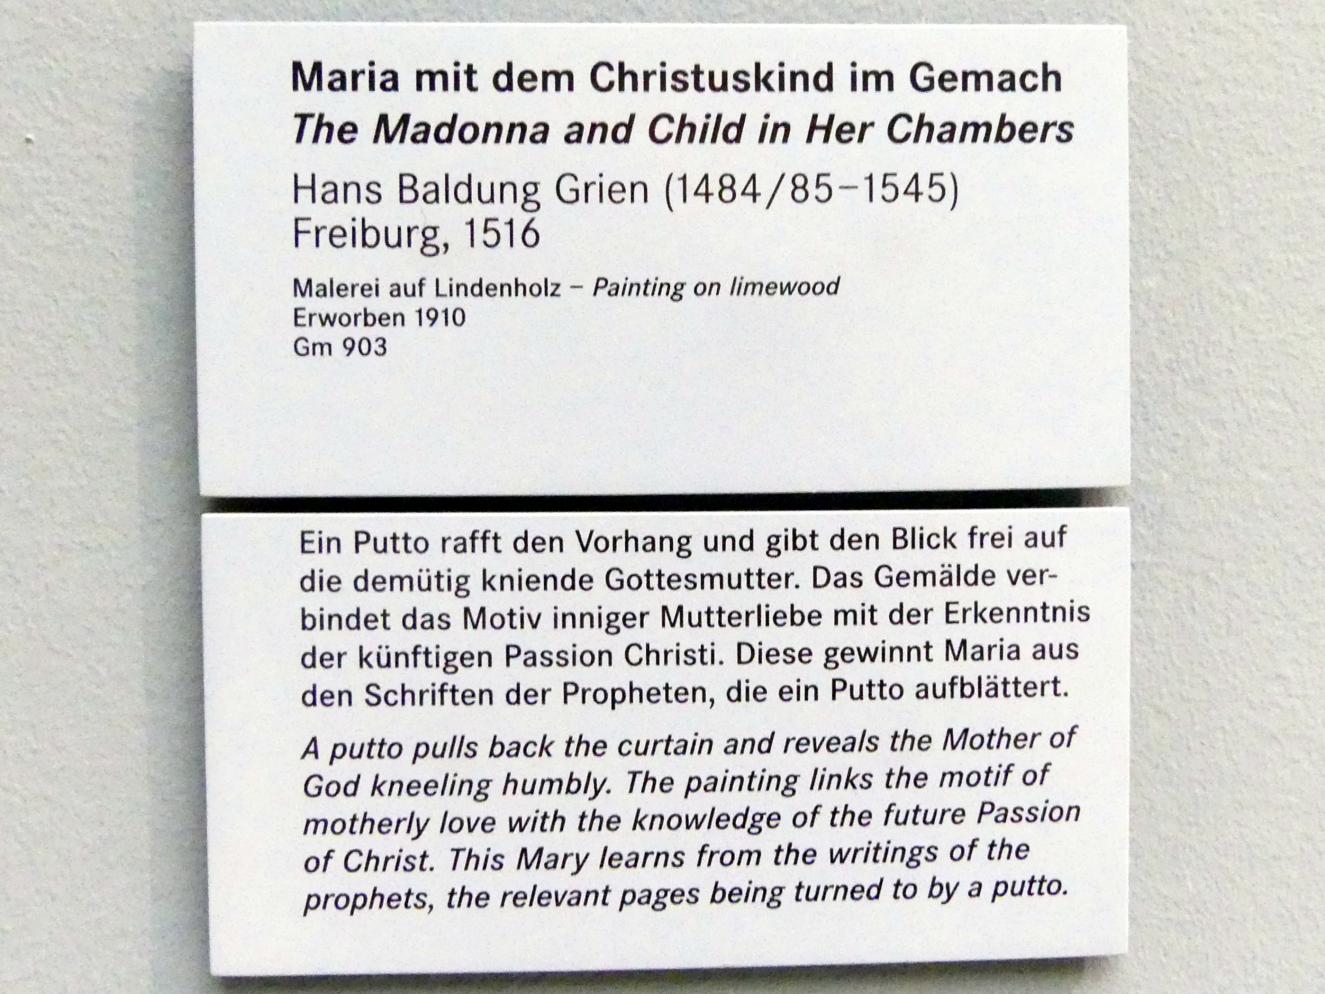 Maria mit dem Christuskind im Gemach
The Madonna and Child in Her Chambers
Hans Baldung Grien (1484/85–1545)
Freiburg, 1516
Malerei auf Lindenholz – Painting on limewood
Erworben 1910
Gm 903
Ein Putto rafft den Vorhang und gibt den Blick frei auf
die demütig kniende Gottesmutter. Das Gemälde ver-
bindet das Motiv inniger Mutterliebe mit der Erkenntnis
der künftigen Passion Christi. Diese gewinnt Maria aus
den Schriften der Propheten, die ein Putto aufblättert.
A putto pulls back the curtain and reveals the Mother of
God kneeling humbly. The painting links the motif of
motherly love with the knowledge of the future Passion
of Christ. This Mary learns from the writings of the
prophets, the relevant pages being turned to by a putto.